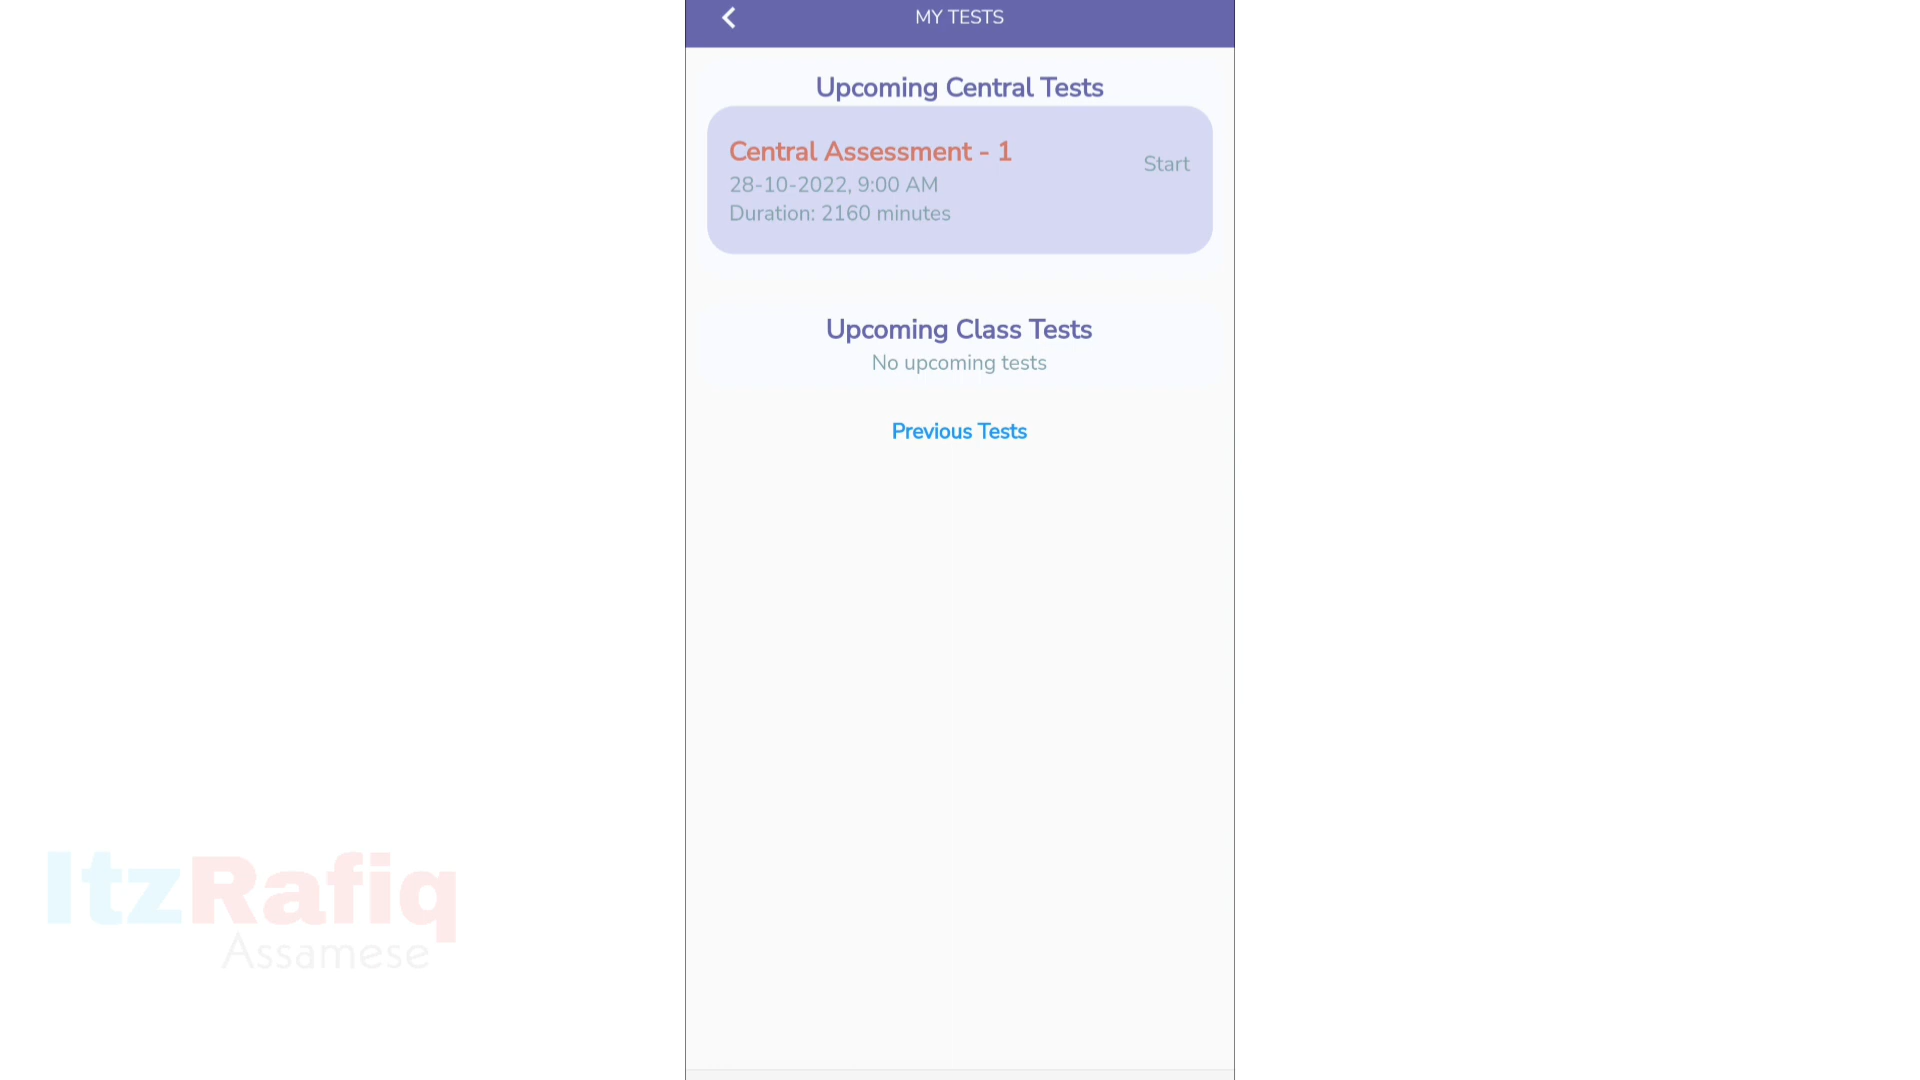 MY TESTS
Upcoming Central Tests
Central Assessment - 1
Start
28-10-2022, 9:00 AM
Duration: 2160 minutes
Upcoming Class Tests
No upcoming tests
Previous Tests
ItzRafiq
Assamese